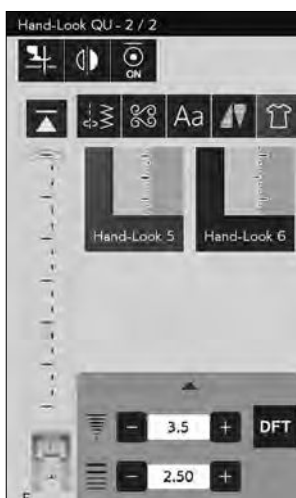 Hand-Look QU - 2 / 2
ON
Aa
Hand-Look 5 Hand-Look 6
- 3.5 + DFT
- 2.50 +